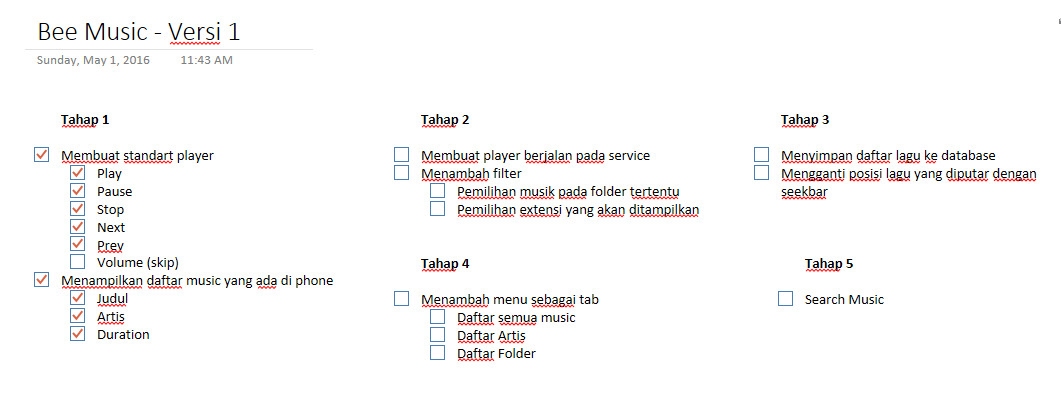 Bee Music - Versi 1
Sunday, May 1, 2016 11:43 AM
Tahap 1
Membuat standart player
Play
Pause
Stop
Next
Prev
Volume (skip)
Menampilkan daftar music yang ada di phone
Judul
Artis
Duration
Tahap 2
Membuat player berjalan pada service
Menambah filter
Pemilihan musik pada folder tertentu
Pemilihan extensi yang akan ditampilkan
Tahap 3
Menyimpan daftar lagu ke database
Mengganti posisi lagu yang diputar dengan
seekbar
Tahap 4
Menambah menu sebagai tab
Daftar semua music
Daftar Artis
Daftar Folder
Tahap 5
Search Music